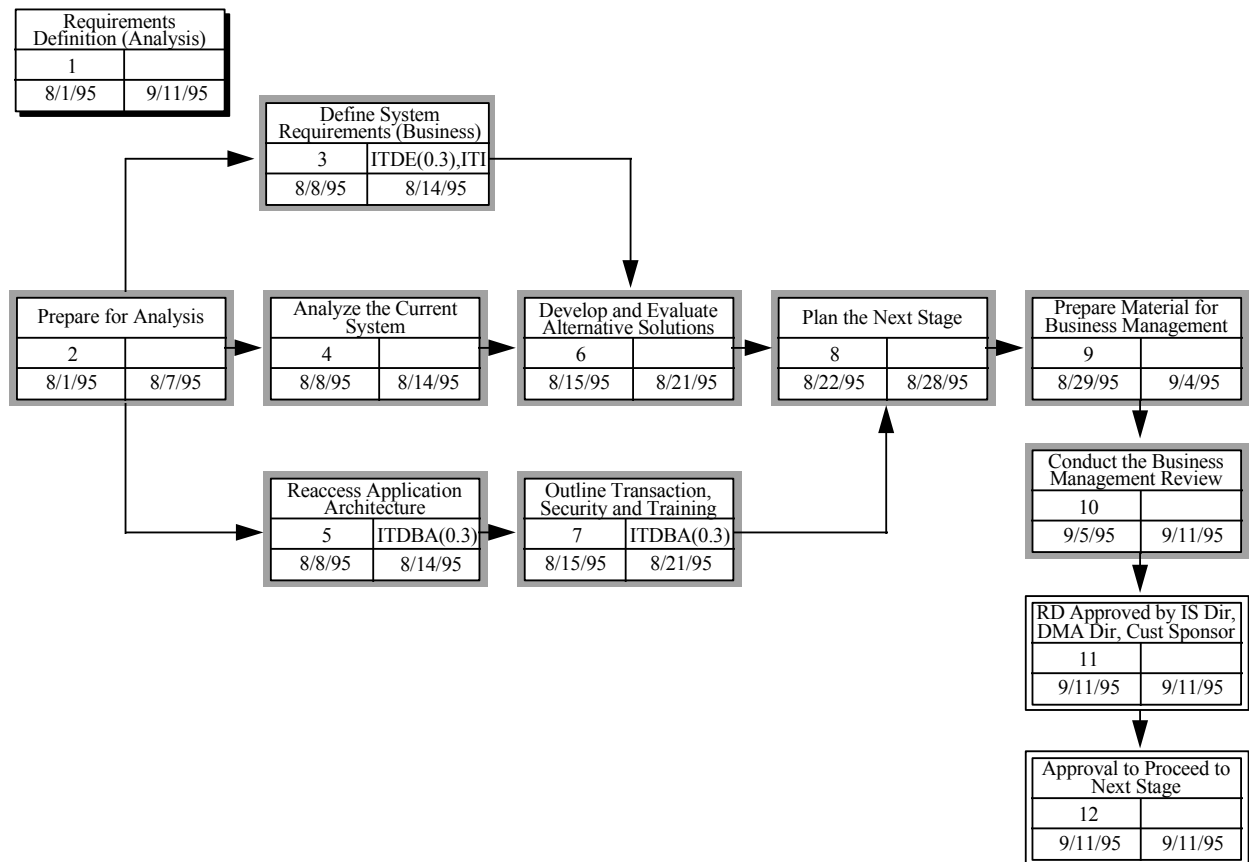 Requirements
Definition (Analysis)
1
8/1/95 9/11/95
Define System
Requirements (Business)
3 ITDE(0.3),ITI
8/8/95 8/14/95
Prepare for Analysis
2
8/1/95 8/7/95
Analyze the Current
System
4
8/8/95 8/14/95
Develop and Evaluate
Alternative Solutions
6
8/15/95 8/21/95
Plan the Next Stage
8
8/22/95 8/28/95
Prepare Material for
Business Management
9
8/29/95 9/4/95
Reaccess Application
Architecture
5 ITDBA(0.3)
8/8/95 8/14/95
Outline Transaction,
Security and Training
7 ITDBA(0.3)
8/15/95 8/21/95
Conduct the Business
Management Review
10
9/5/95 9/11/95
RD Approved by IS Dir,
DMA Dir, Cust Sponsor
11
9/11/95 9/11/95
Approval to Proceed to
Next Stage
12
9/11/95 9/11/95